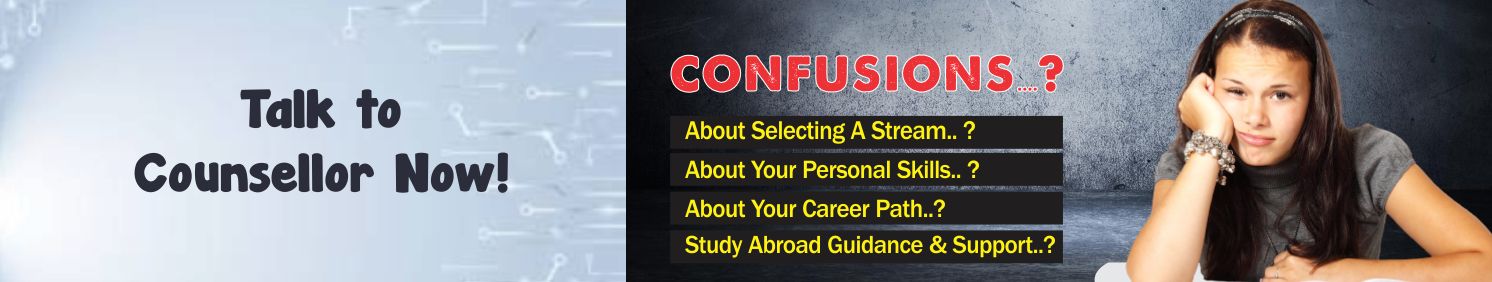 Talk to
Counsellor Now!
CONFUSIONS....?
About Selecting A Stream.. ?
About Your Personal Skills.. ?
About Your Career Path..?
Study Abroad Guidance & Support..?